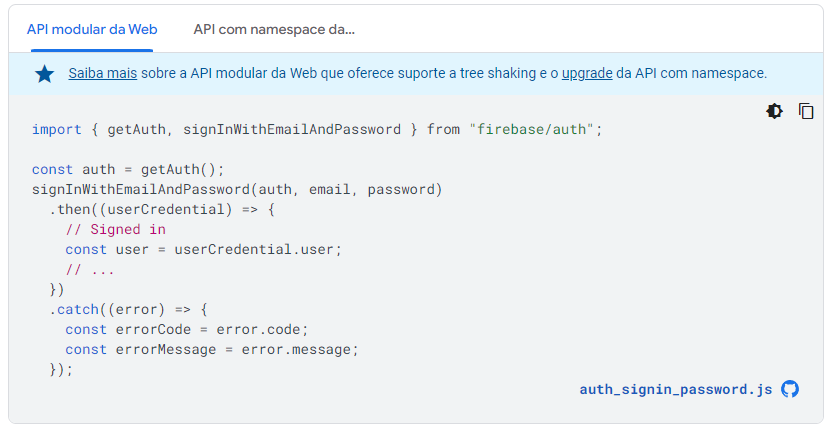 API modular da Web
API com namespace da...
Saiba mais sobre a API modular da Web que oferece suporte a tree shaking e o upgrade da API com namespace.
import { getAuth, signInWithEmailAndPassword } from "firebase/auth";
const auth = getAuth();
signInWithEmailAndPassword(auth, email, password)
  .then((userCredential) => {
    // Signed in
    const user = userCredential.user;
    // ...
  })
  .catch((error) => {
    const errorCode = error.code;
    const errorMessage = error.message;
  });
auth_signin_password.js